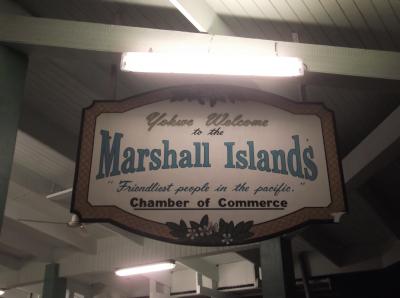 Yokwe Welcome
to the
Marshall Islands
"Friendliest people in the pacific."
Chamber of Commerce